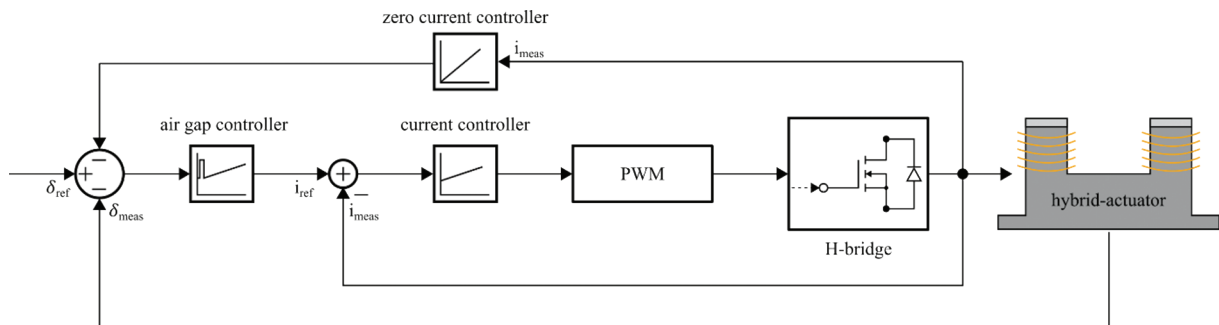 zero current controller
i_meas
air gap controller
current controller
+
−
−
δ_ref
δ_meas
i_ref
+
−
i_meas
PWM
H-bridge
hybrid-actuator